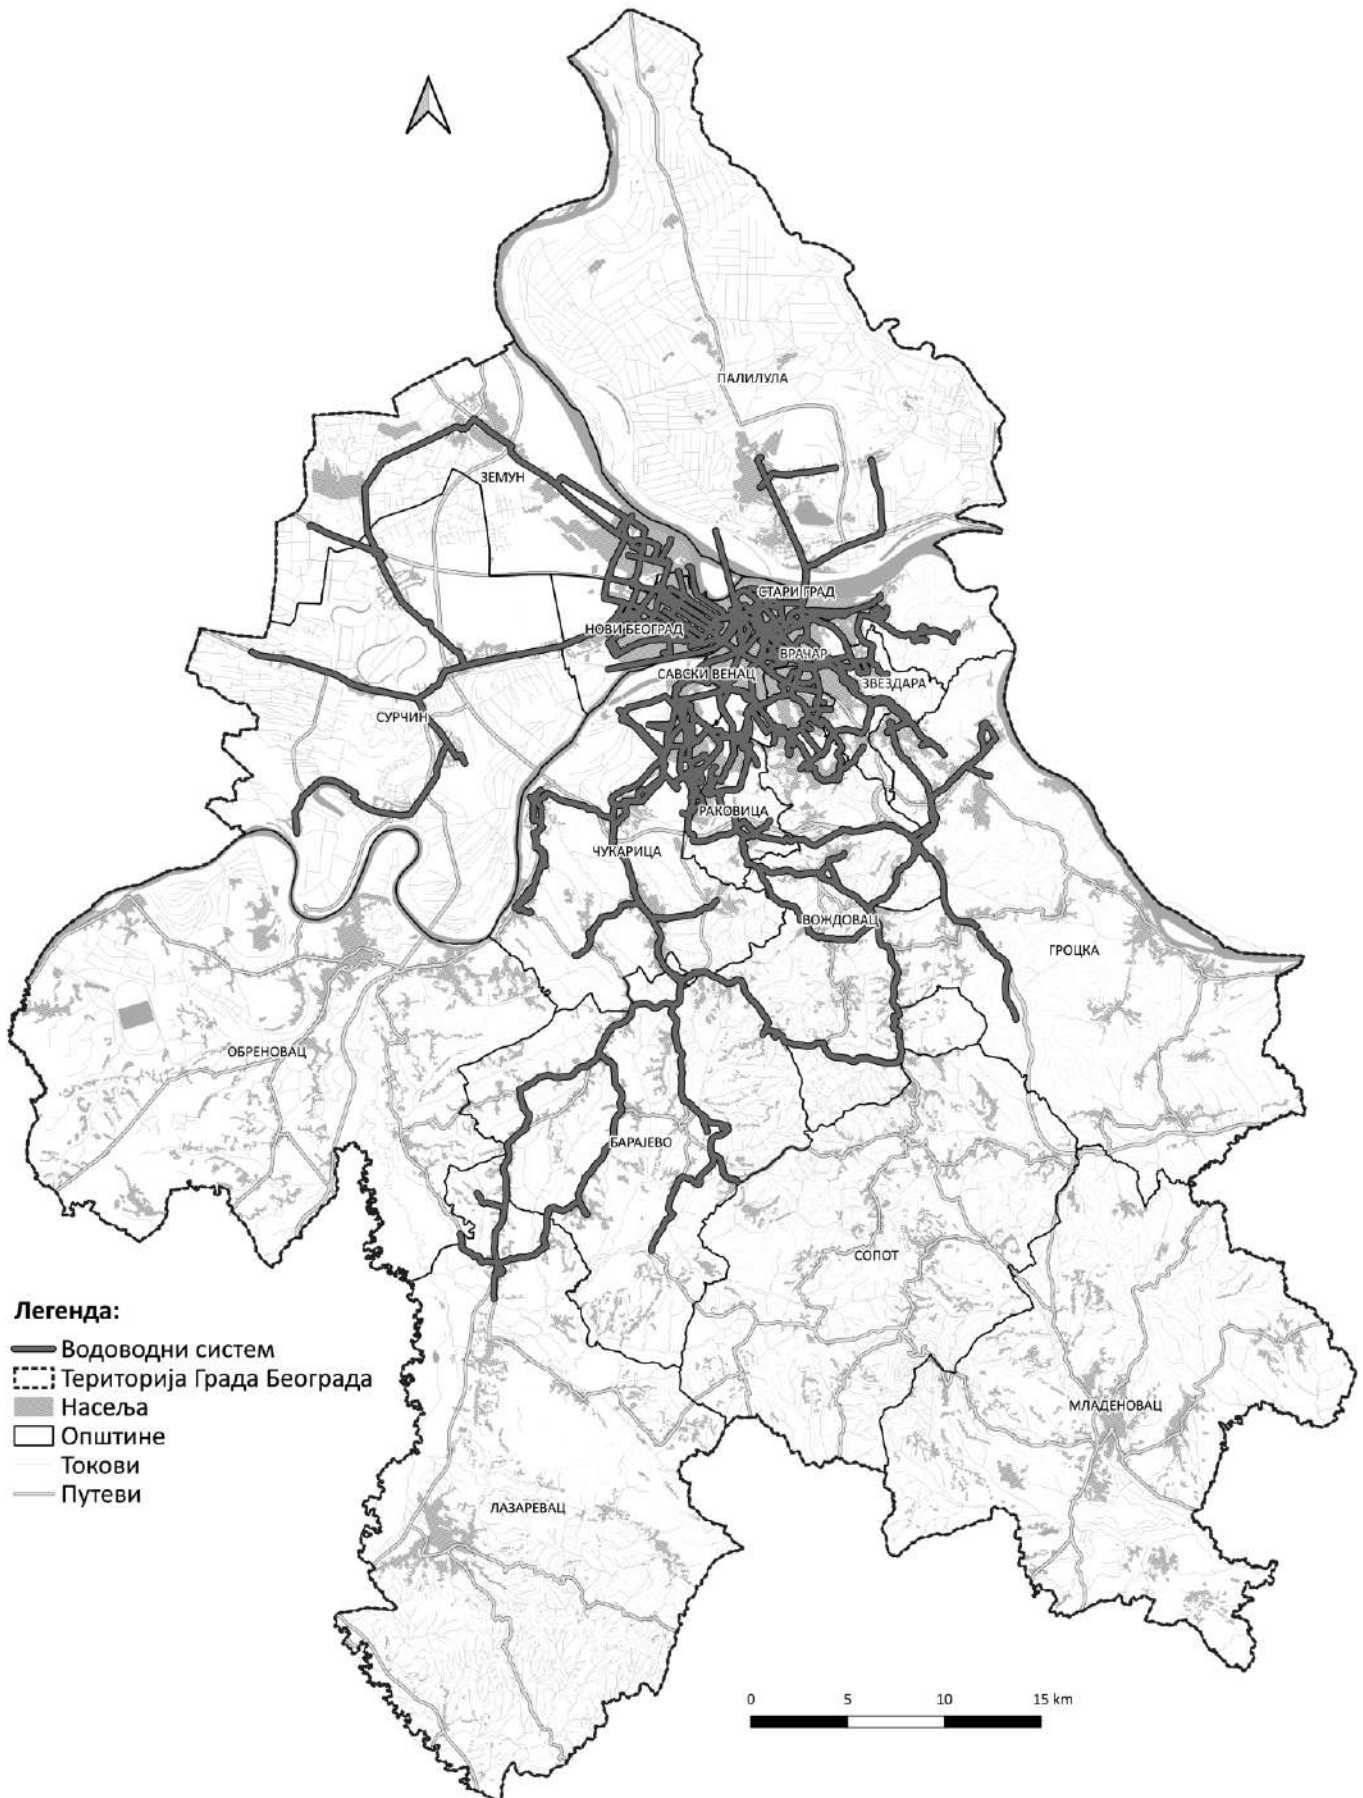 ПАЛИЛУЛА
ЗЕМУН
СТАРИ ГРАД
НОВИ БЕОГРАД
ВРАЧАР
САВСКИ ВЕНАЦ
ЗВЕЗДАРА
СУРЧИН
РАКОВИЦА
ЧУКАРИЦА
ВОЖДОВАЦ
ГРОЦКА
ОБРЕНОВАЦ
БАРАЈЕВО
СОПОТ
МЛАДЕНОВАЦ
ЛАЗАРЕВАЦ
Легенда:
Водоводни систем
Територија Града Београда
Насеља
Општине
Токови
Путеви
0 5 10 15 km